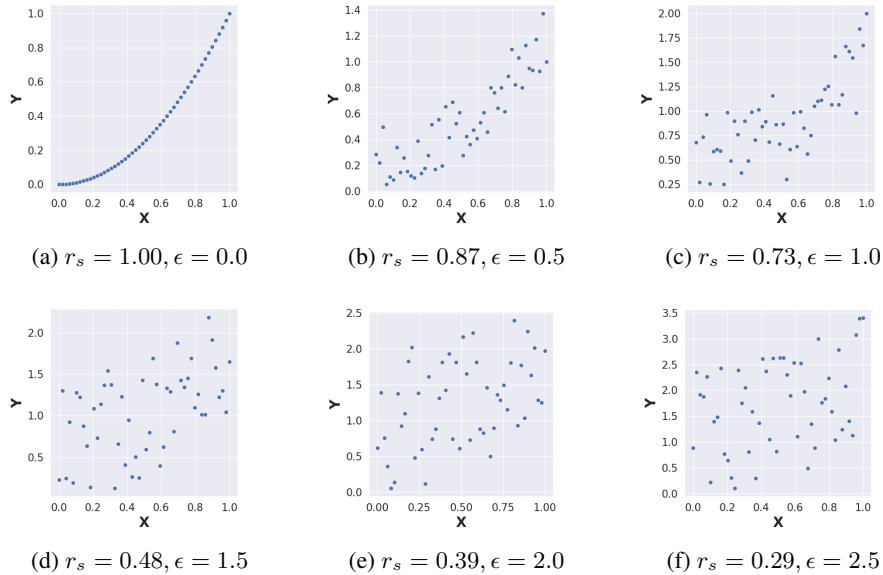 1.0
0.8
0.6
0.4
0.2
0.0
Y
0.0 0.2 0.4 0.6 0.8 1.0
X
(a) r_s = 1.00, ϵ = 0.0
1.4
1.2
1.0
0.8
0.6
0.4
0.2
0.0
Y
0.0 0.2 0.4 0.6 0.8 1.0
X
(b) r_s = 0.87, ϵ = 0.5
2.00
1.75
1.50
1.25
1.00
0.75
0.50
0.25
Y
0.0 0.2 0.4 0.6 0.8 1.0
X
(c) r_s = 0.73, ϵ = 1.0
2.0
1.5
1.0
0.5
Y
0.0 0.2 0.4 0.6 0.8 1.0
X
(d) r_s = 0.48, ϵ = 1.5
2.5
2.0
1.5
1.0
0.5
0.0
Y
0.00 0.25 0.50 0.75 1.00
X
(e) r_s = 0.39, ϵ = 2.0
3.5
3.0
2.5
2.0
1.5
1.0
0.5
0.0
Y
0.0 0.2 0.4 0.6 0.8 1.0
X
(f) r_s = 0.29, ϵ = 2.5